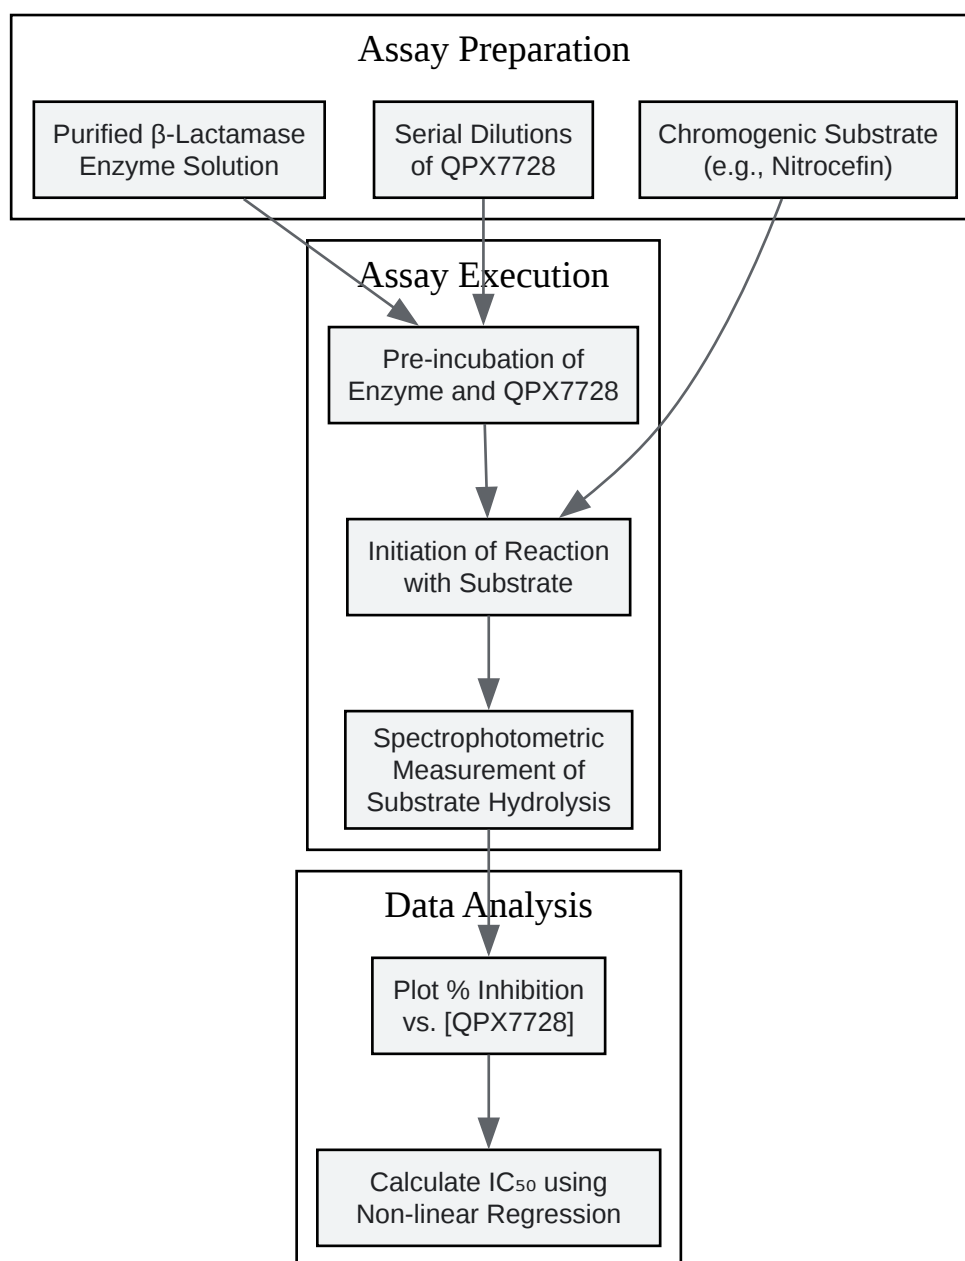 Assay Preparation
Purified β-Lactamase
Enzyme Solution
Serial Dilutions
of QPX7728
Chromogenic Substrate
(e.g., Nitrocefin)
Assay Execution
Pre-incubation of
Enzyme and QPX7728
Initiation of Reaction
with Substrate
Spectrophotometric
Measurement of
Substrate Hydrolysis
Data Analysis
Plot % Inhibition
vs. [QPX7728]
Calculate IC₅₀ using
Non-linear Regression